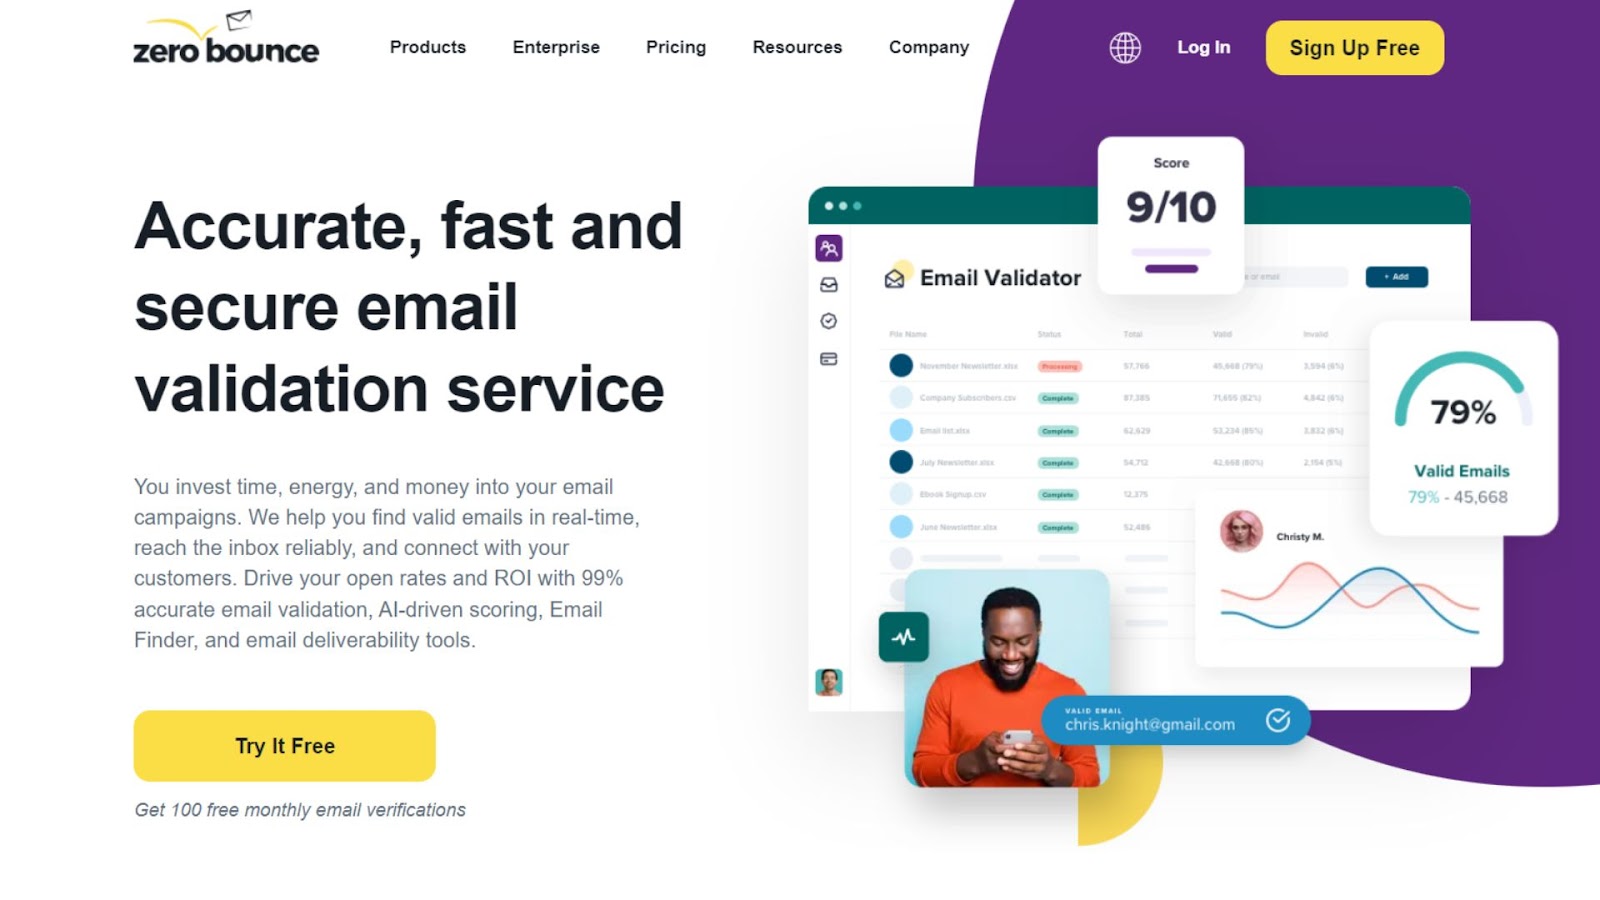 zero bounce
Products
Enterprise
Pricing
Resources
Company
Log In
Sign Up Free
Accurate, fast and
secure email
validation service
You invest time, energy, and money into your email
campaigns. We help you find valid emails in real-time,
reach the inbox reliably, and connect with your
customers. Drive your open rates and ROI with 99%
accurate email validation, AI-driven scoring, Email
Finder, and email deliverability tools.
Try It Free
Get 100 free monthly email verifications
Score
9/10
Email Validator
or email
+ Add
File Name Status Total Valid Invalid
November Newsletter.xlsx Processing 57,766 45,668 (79%) 3,594 (6%)
Company Subscribers.csv Complete 87,385 71,655 (82%) 4,842 (6%)
Email list.xlsx Complete 62,629 53,234 (85%) 3,832 (6%)
July Newsletter.xlsx Complete 54,712 42,668 (80%) 2,154 (5%)
Ebook Signup.csv Complete 12,375
June Newsletter.xlsx Complete 52,485
79%
Valid Emails
79% - 45,668
Christy M.
VALID EMAIL
chris.knight@gmail.com